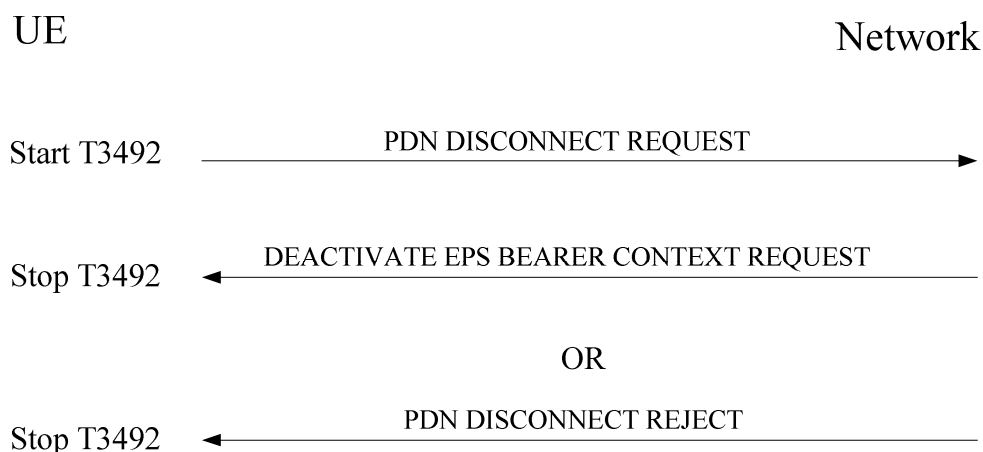 UE
Network
Start T3492
PDN DISCONNECT REQUEST
Stop T3492
DEACTIVATE EPS BEARER CONTEXT REQUEST
OR
Stop T3492
PDN DISCONNECT REJECT